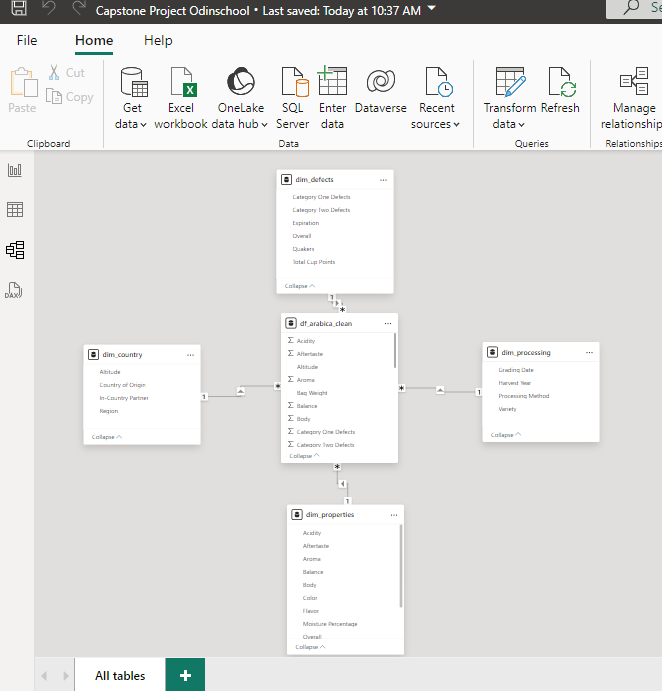 Capstone Project Odinschool • Last saved: Today at 10:37 AM
Se
File Home Help
Paste
Cut
Copy
Get data
Excel workbook
OneLake data hub
SQL Server
Enter data
Dataverse
Recent sources
Transform data
Refresh
Manage relationship
Clipboard
Data
Queries
Relationships
DAX
dim_defects ...
Category One Defects
Category Two Defects
Expiration
Overall
Quakers
Total Cup Points
Collapse
1
*
df_arabica_clean ...
Σ Acidity
Σ Aftertaste
Altitude
Σ Aroma
Bag Weight
Σ Balance
Σ Body
Σ Category One Defects
Σ Category Two Defects
Collapse
dim_country ...
Altitude
Country of Origin
In-Country Partner
Region
Collapse
1
*
dim_processing ...
Grading Date
Harvest Year
Processing Method
Variety
Collapse
*
1
*
1
dim_properties ...
Acidity
Aftertaste
Aroma
Balance
Body
Color
Flavor
Moisture Percentage
Overall
Collapse
All tables +